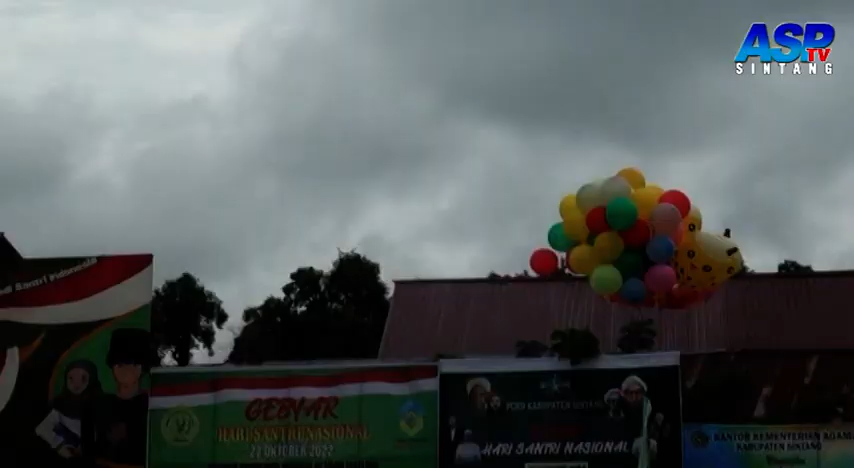 ASP
TV
SINTANG
GEBYAR
HARI SANTRI NASIONAL
22 OKTOBER 2022
HARI SANTRI NASIONAL
KANTOR KEMENTERIAN AGAMA
KABUPATEN SINTANG